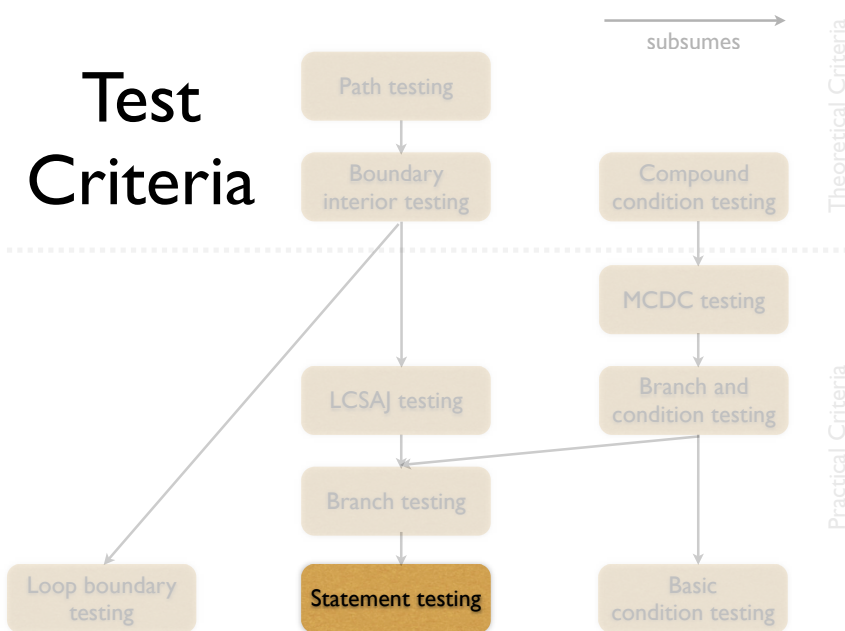 Test
Criteria
subsumes
Theoretical Criteria
Path testing
Boundary
interior testing
Compound
condition testing
MCDC testing
LCSAJ testing
Branch and
condition testing
Practical Criteria
Branch testing
Loop boundary
testing
Statement testing
Basic
condition testing